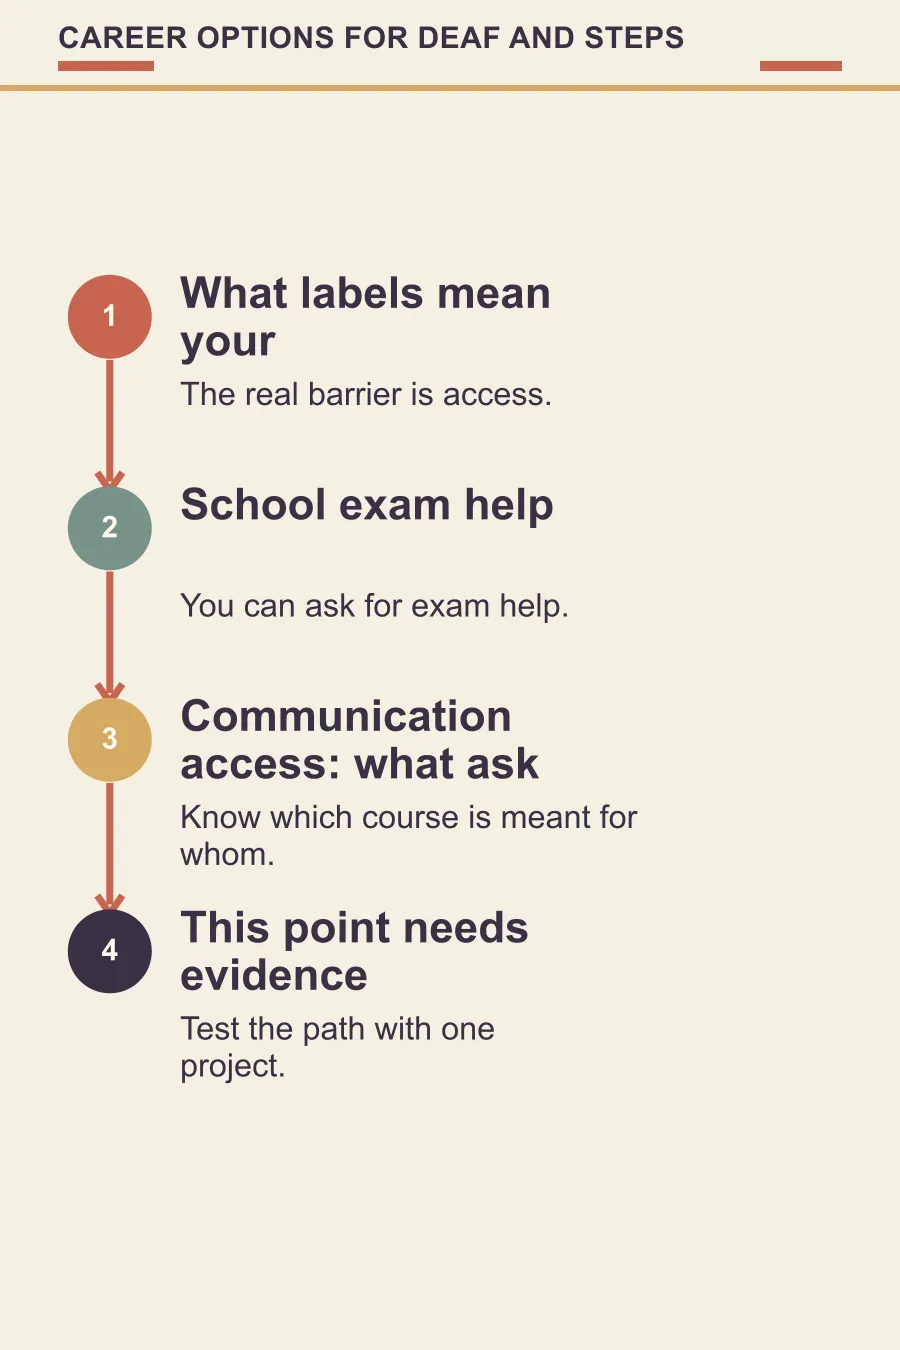 CAREER OPTIONS FOR DEAF AND STEPS
1
What labels mean
your
The real barrier is access.
2
School exam help
You can ask for exam help.
3
Communication
access: what ask
Know which course is meant for
whom.
4
This point needs
evidence
Test the path with one
project.